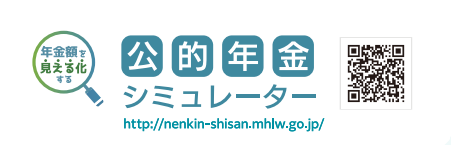 年金額を
見える化
する
公的年金
シミュレーター
http://nenkin-shisan.mhlw.go.jp/